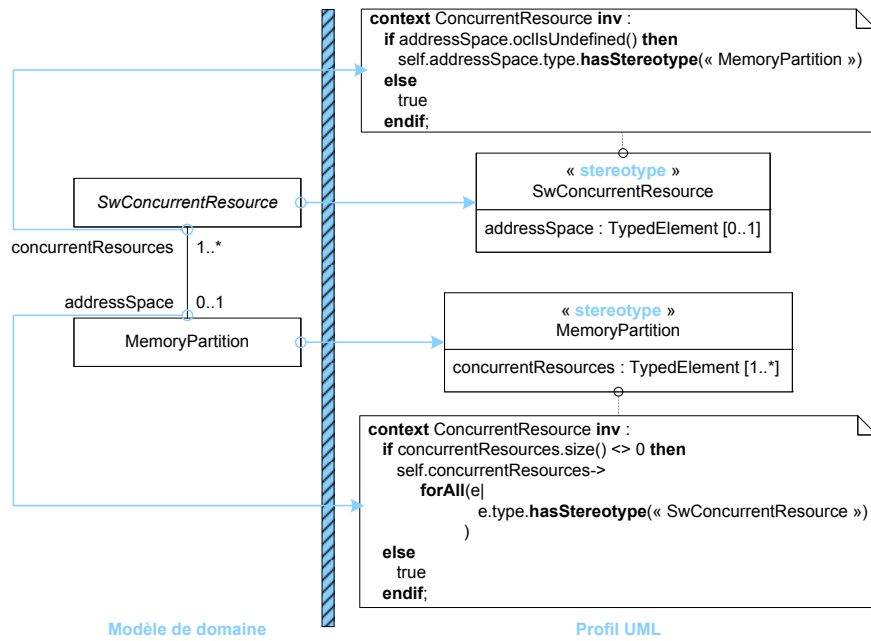 context ConcurrentResource inv :
if addressSpace.oclIsUndefined() then
self.addressSpace.type.hasStereotype(« MemoryPartition »)
else
true
endif;
« stereotype »
SwConcurrentResource
addressSpace : TypedElement [0..1]
SwConcurrentResource
concurrentResources 1..*
addressSpace 0..1
MemoryPartition
« stereotype »
MemoryPartition
concurrentResources : TypedElement [1..*]
context ConcurrentResource inv :
if concurrentResources.size() <> 0 then
self.concurrentResources->
forAll(e|
e.type.hasStereotype(« SwConcurrentResource »)
)
else
true
endif;
Modèle de domaine
Profil UML